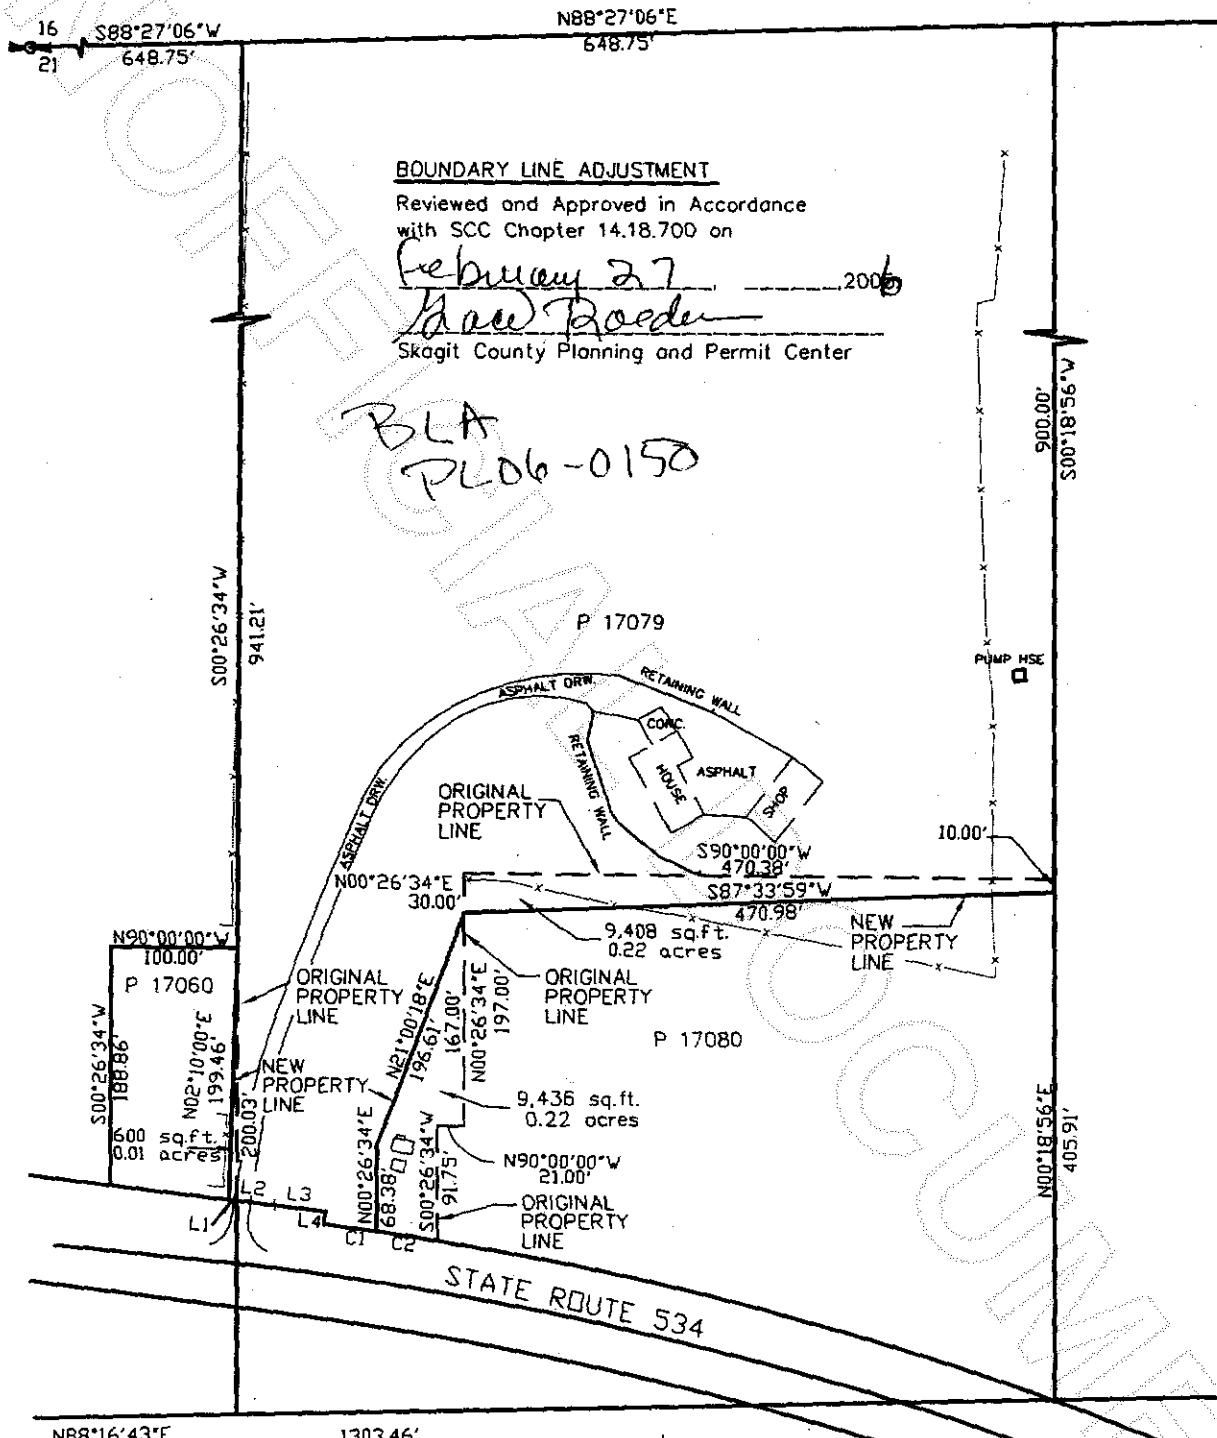 16
21
S88°27'06"W
648.75'
N88°27'06"E
648.75'
BOUNDARY LINE ADJUSTMENT
Reviewed and Approved in Accordance
with SCC Chapter 14.18.700 on
February 27, 2006
Skagit County Planning and Permit Center
BLA
PL06-0150
900.00'
S00°18'56"W
S00°26'34"W
941.21'
P 17079
PUMP HSE
ASPHALT DRW.
RETAINING WALL
CONC.
RETAINING WALL
HOUSE
ASPHALT
SHOP
ASPHALT DRW.
ORIGINAL
PROPERTY
LINE
10.00'
S90°00'00"W
470.38'
N00°26'34"E
30.00'
S87°33'59"W
470.98'
NEW
PROPERTY
LINE
9,408 sq.ft.
0.22 acres
N90°00'00"W
100.00'
P 17060
ORIGINAL
PROPERTY
LINE
ORIGINAL
PROPERTY
LINE
N21°00'18"E
196.61'
167.00'
N00°26'34"E
197.00'
P 17080
S00°26'34"W
188.86'
N02°10'00"E
199.46'
NEW
PROPERTY
LINE
200.03'
9,436 sq.ft.
0.22 acres
600 sq.ft.
0.01 acres
N00°26'34"E
68.38'
S00°26'34"W
91.75'
N90°00'00"W
21.00'
ORIGINAL
PROPERTY
LINE
N00°18'56"E
405.91'
L1
L2
L3
L4
C1
C2
STATE ROUTE 534
N88°16'43"E
1303.46'
UNOFFICIAL DOCUME